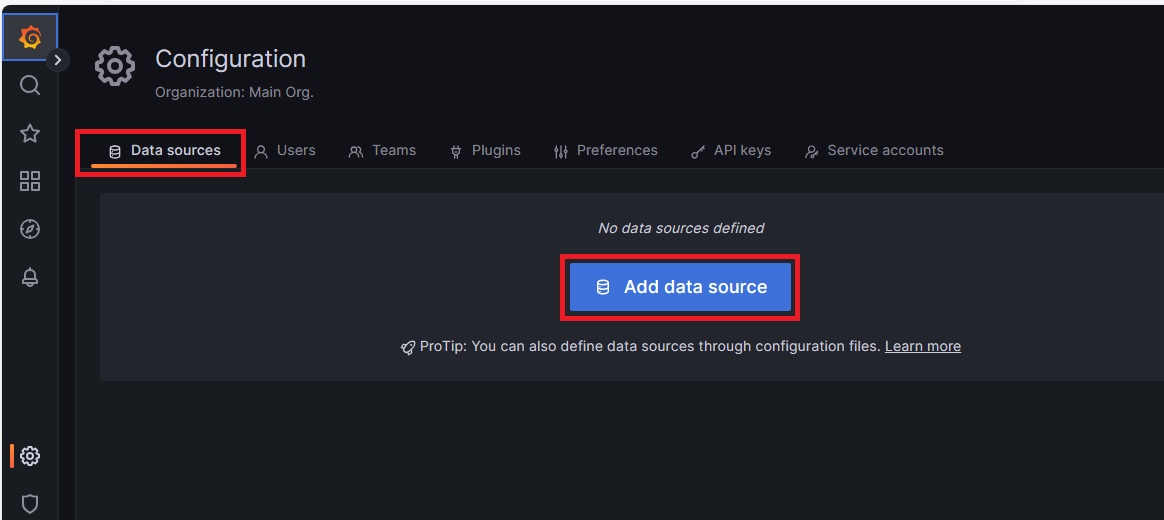 Configuration
Organization: Main Org.
Data sources Users Teams Plugins Preferences API keys Service accounts
No data sources defined
Add data source
ProTip: You can also define data sources through configuration files. Learn more